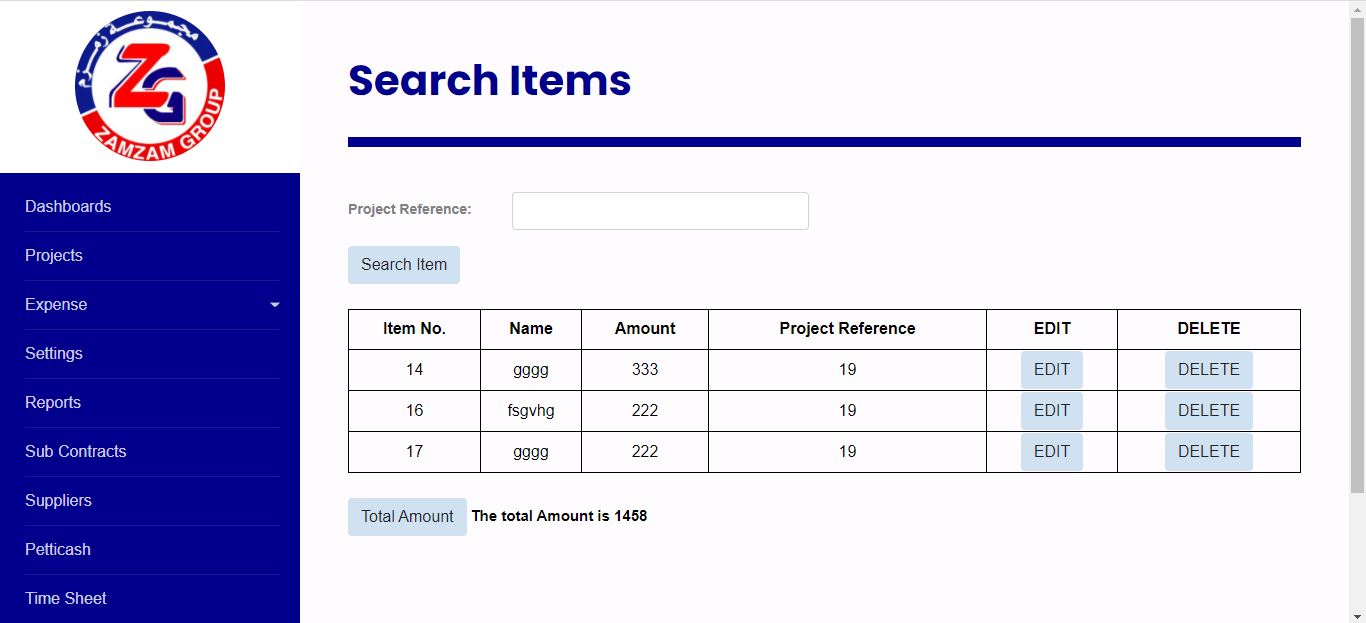 مجموعة زمزم
ZG
ZAMZAM GROUP
Dashboards
Projects
Expense
Settings
Reports
Sub Contracts
Suppliers
Petticash
Time Sheet
Search Items
Project Reference:
Search Item
Item No. Name Amount Project Reference EDIT DELETE
14 gggg 333 19 EDIT DELETE
16 fsgvhg 222 19 EDIT DELETE
17 gggg 222 19 EDIT DELETE
Total Amount The total Amount is 1458